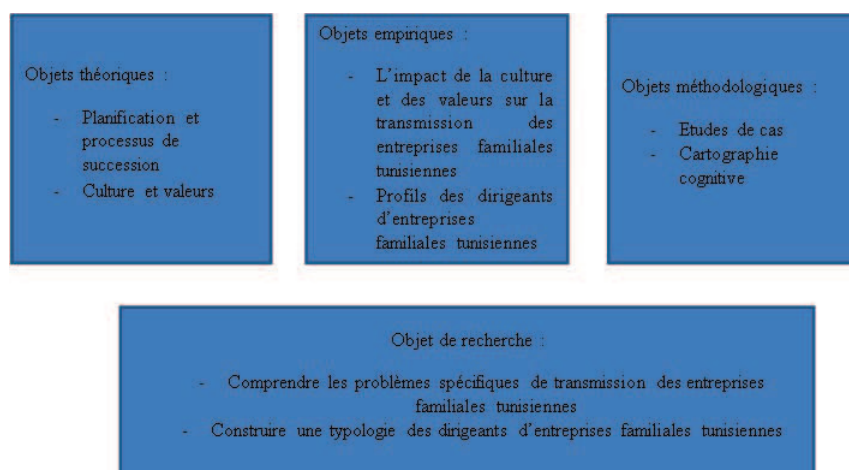 Objets théoriques :
- Planification et
processus de
succession
- Culture et valeurs
Objets empiriques :
- L'impact de la culture
et des valeurs sur la
transmission des
entreprises familiales
tunisiennes
- Profils des dirigeants
d'entreprises
familiales tunisiennes
Objets méthodologiques :
- Etudes de cas
- Cartographie
cognitive
Objet de recherche :
- Comprendre les problèmes spécifiques de transmission des entreprises
familiales tunisiennes
- Construire une typologie des dirigeants d'entreprises familiales tunisiennes